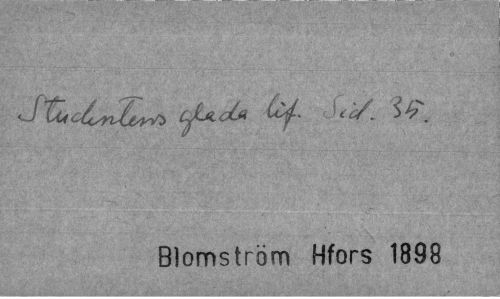 Studentens glada lif. Sid. 35.
Blomström Hfors 1898